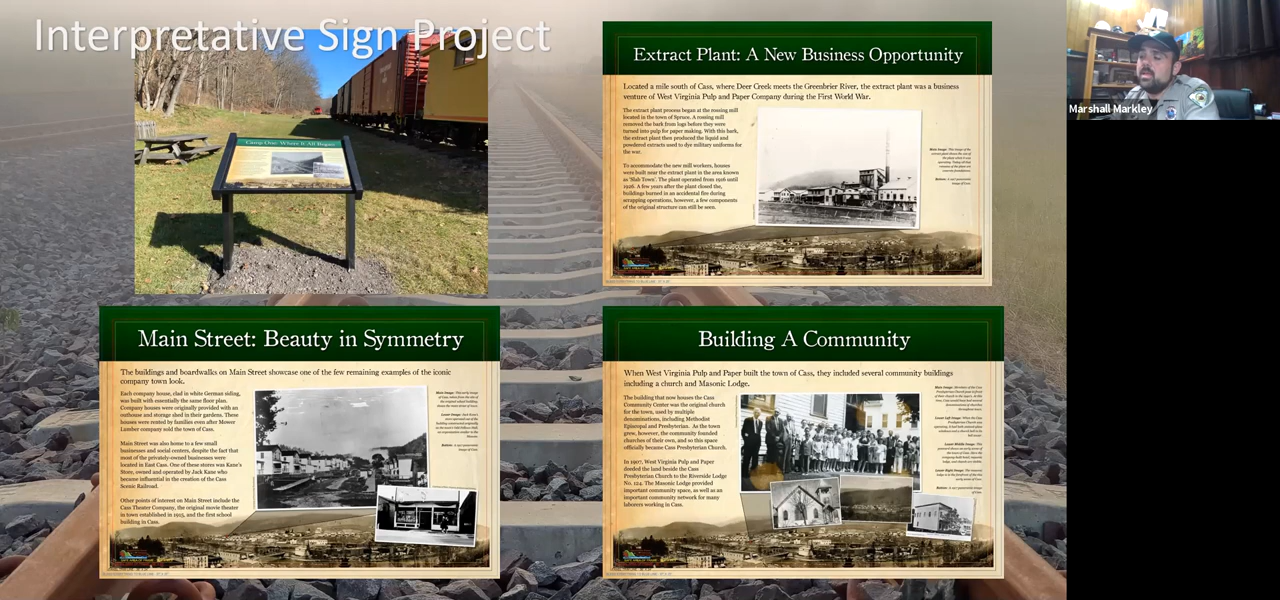 Interpretative Sign Project
Camp One: Where It All Began
Extract Plant: A New Business Opportunity
Located a mile south of Cass, where Deer Creek meets the Greenbrier River, the extract plant was a business
venture of West Virginia Pulp and Paper Company during the First World War.
The extract plant process began at the rossing mill
located in the town of Spruce. A rossing mill
removed the bark from logs before they were
turned into pulp for paper making. With this bark,
the extract plant then produced the liquid and
powdered extracts used to dye military uniforms for
the war.
To accommodate the new mill workers, houses
were built near the extract plant in the area known
as 'Slab Town'. The plant operated from 1916 until
1926. A few years after the plant closed the,
buildings burned in an accidental fire during
scrapping operations, however, a few components
of the original structure can still be seen.
Marshall Markley
Main Street: Beauty in Symmetry
The buildings and boardwalks on Main Street showcase one of the few remaining examples of the iconic
company town look.
Each company house, clad in white German siding,
was built with essentially the same floor plan.
Company houses were originally provided with an
outhouse and storage shed in their gardens. These
houses were rented by families even after Mower
Lumber company sold the town of Cass.
Main Street was also home to a few small
businesses and social centers, despite the fact that
most of the privately-owned businesses were
located in East Cass. One of these stores was Kane's
Store, owned and operated by Jack Kane who
became influential in the creation of the Cass
Scenic Railroad.
Other points of interest on Main Street include the
Cass Theater Company, the original movie theater
in town established in 1915, and the first school
building in Cass.
Building A Community
When West Virginia Pulp and Paper built the town of Cass, they included several community buildings
including a church and Masonic Lodge.
The building that now houses the Cass
Community Center was the original church
for the town, used by multiple
denominations, including Methodist
Episcopal and Presbyterian. As the town
grew, however, the community founded
churches of their own, and so this space
officially became Cass Presbyterian Church.
In 1907, West Virginia Pulp and Paper
deeded the land beside the Cass
Presbyterian Church to the Riverside Lodge
No. 124. The Masonic Lodge provided
important community space, as well as an
important community network for many
laborers working in Cass.